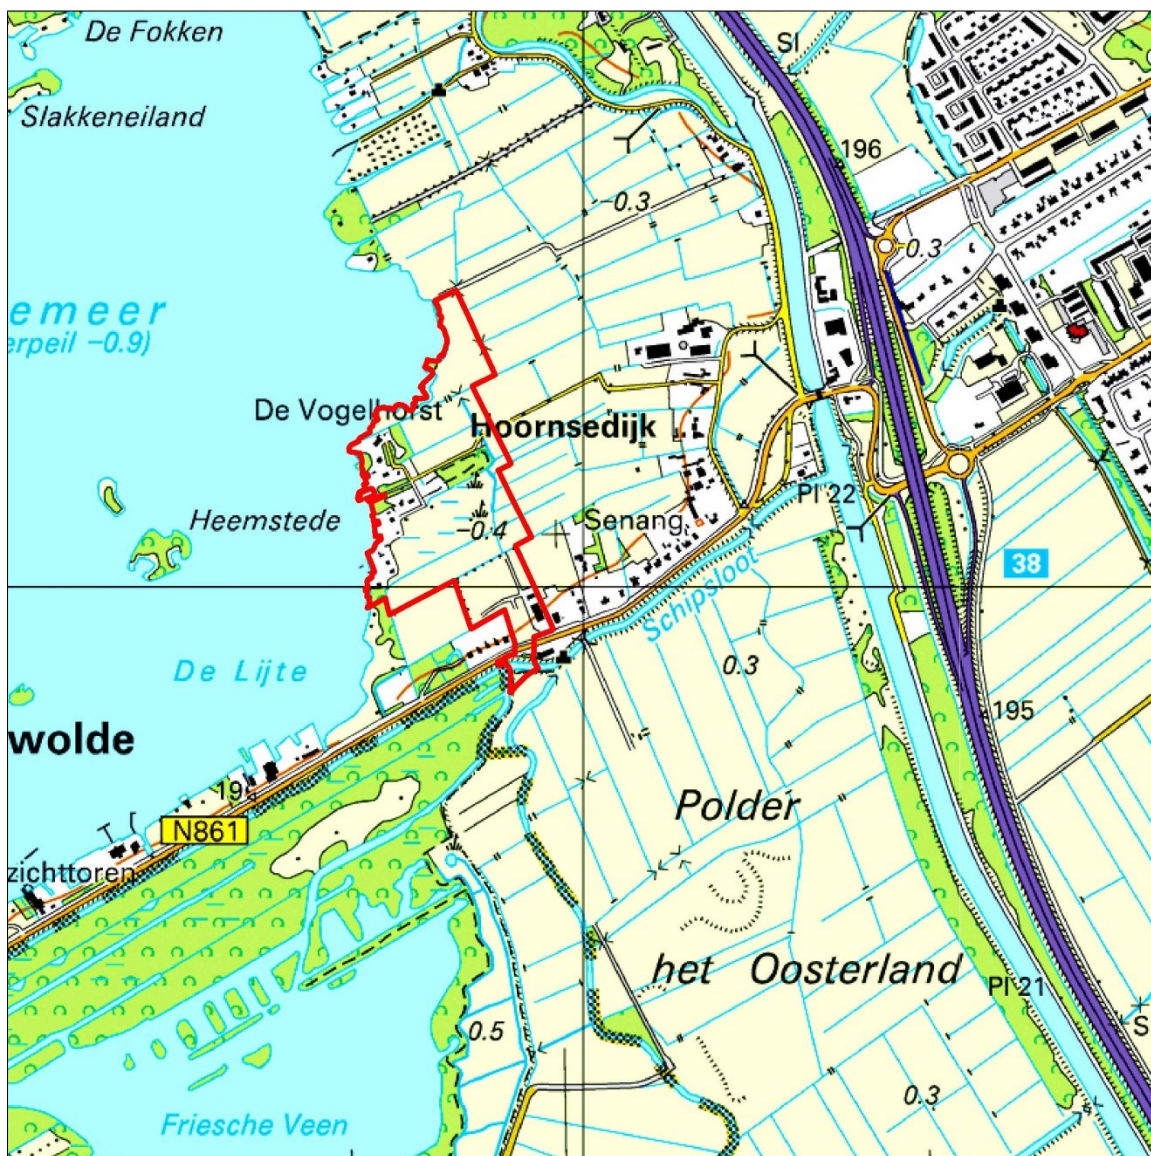 De Fokken
Sl
Slakkeneiland
196
-0.3
-0.3
emeer
erpeil -0.9)
De Vogelhorst
Hoornsedijk
Pl 22
Heemstede
-0.4
Senang
38
Schipsloot
De Lijte
0.3
195
wolde
194
Polder
N861
zichttoren
het Oosterland
Pl 21
0.5
S
0.3
Friesche Veen